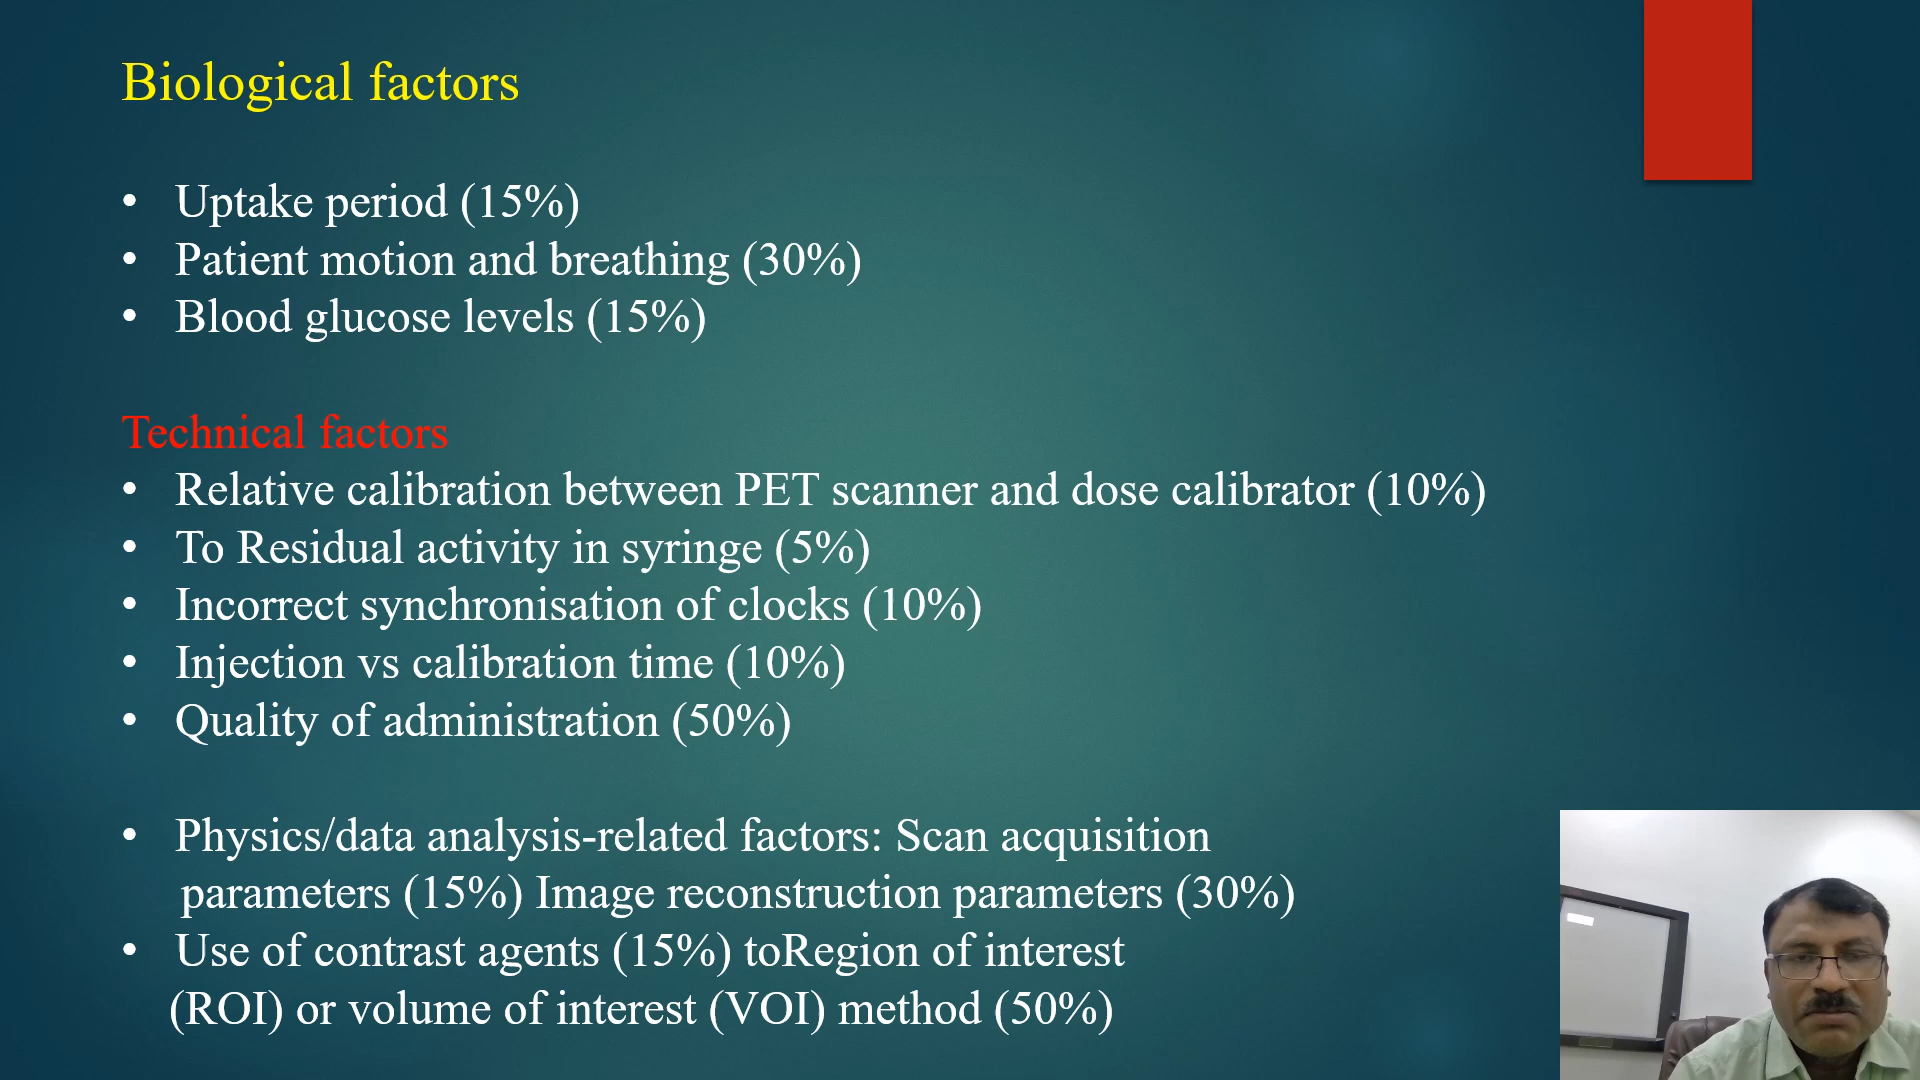 Biological factors
• Uptake period (15%)
• Patient motion and breathing (30%)
• Blood glucose levels (15%)
Technical factors
• Relative calibration between PET scanner and dose calibrator (10%)
• To Residual activity in syringe (5%)
• Incorrect synchronisation of clocks (10%)
• Injection vs calibration time (10%)
• Quality of administration (50%)
• Physics/data analysis-related factors: Scan acquisition
parameters (15%) Image reconstruction parameters (30%)
• Use of contrast agents (15%) toRegion of interest
(ROI) or volume of interest (VOI) method (50%)